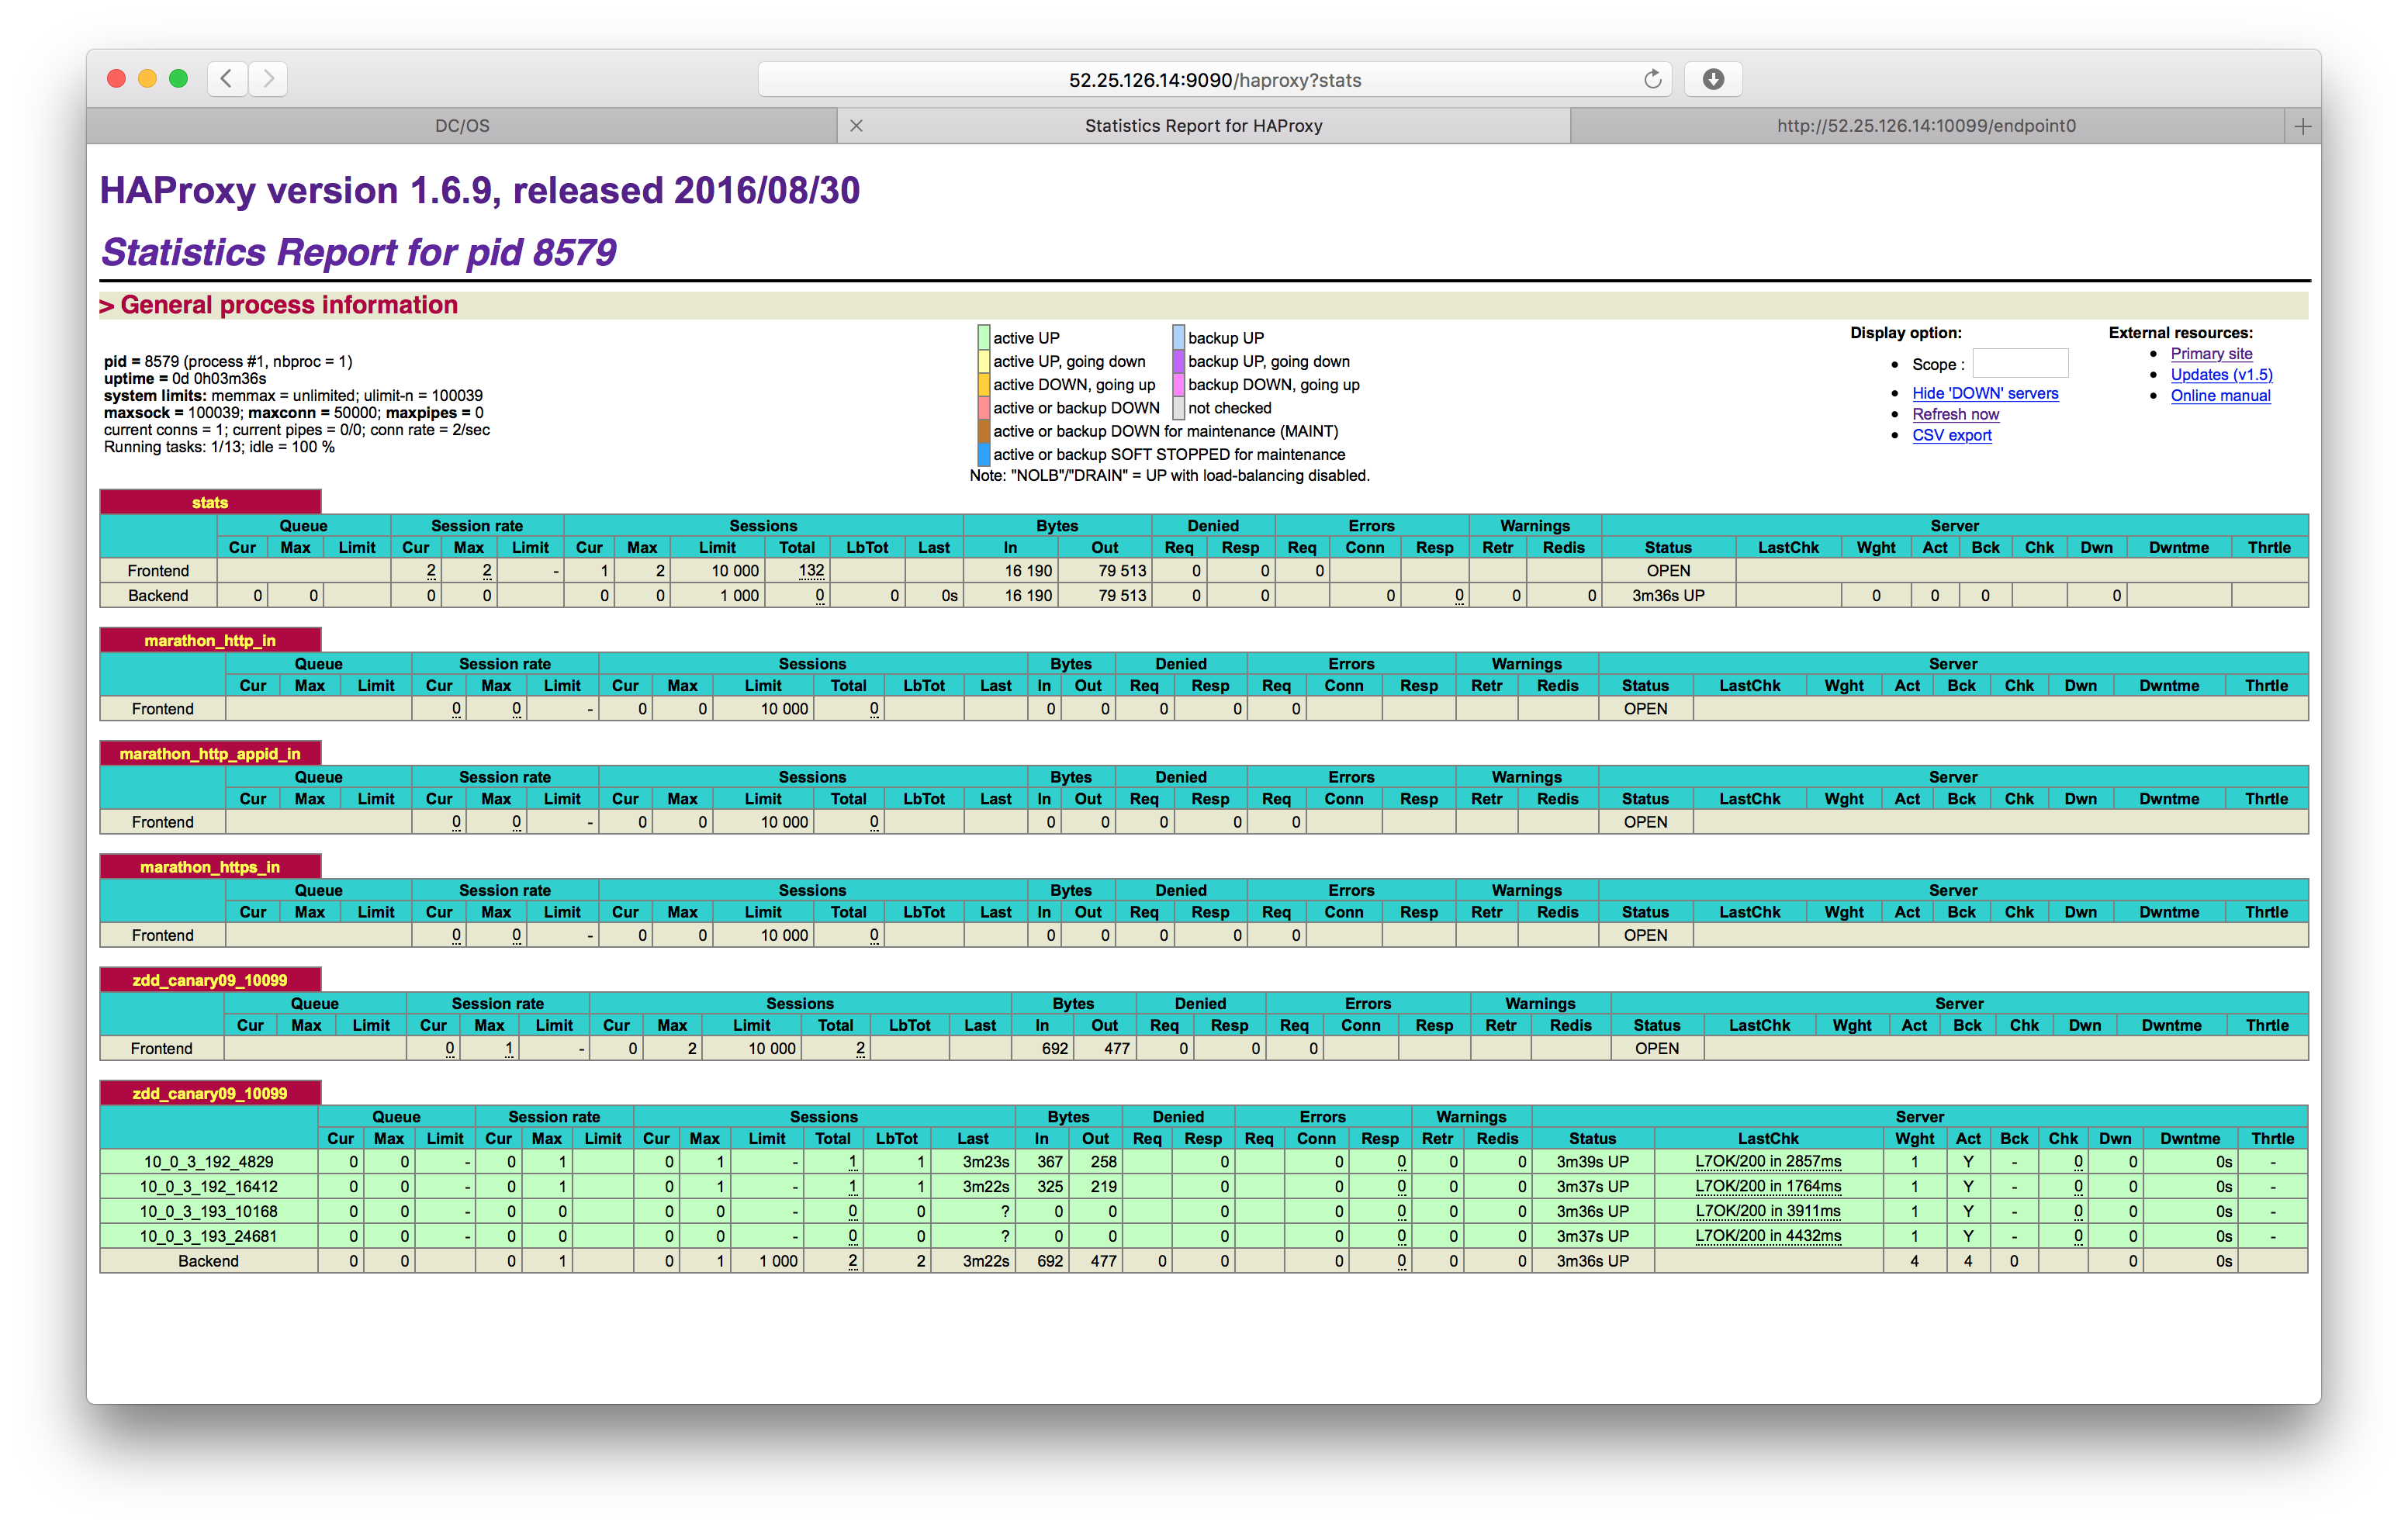 52.25.126.14:9090/haproxy?stats
DC/OS
Statistics Report for HAProxy
http://52.25.126.14:10099/endpoint0
HAProxy version 1.6.9, released 2016/08/30
Statistics Report for pid 8579
> General process information
pid = 8579 (process #1, nbproc = 1)
uptime = 0d 0h03m36s
system limits: memmax = unlimited; ulimit-n = 100039
maxsock = 100039; maxconn = 50000; maxpipes = 0
current conns = 1; current pipes = 0/0; conn rate = 2/sec
Running tasks: 1/13; idle = 100 %
active UP backup UP
active UP, going down backup UP, going down
active DOWN, going up backup DOWN, going up
active or backup DOWN not checked
active or backup DOWN for maintenance (MAINT)
active or backup SOFT STOPPED for maintenance
Note: "NOLB"/"DRAIN" = UP with load-balancing disabled.
Display option:
Scope :
Hide 'DOWN' servers
Refresh now
CSV export
External resources:
Primary site
Updates (v1.5)
Online manual
stats
Queue Session rate Sessions Bytes Denied Errors Warnings Server
Cur Max Limit Cur Max Limit Cur Max Limit Total LbTot Last In Out Req Resp Req Conn Resp Retr Redis Status LastChk Wght Act Bck Chk Dwn Dwntme Thrtle
Frontend 2 2 - 1 2 10 000 132 16 190 79 513 0 0 0 OPEN
Backend 0 0 0 0 0 0 1 000 0 0 0s 16 190 79 513 0 0 0 0 0 0 3m36s UP 0 0 0 0
marathon_http_in
Queue Session rate Sessions Bytes Denied Errors Warnings Server
Cur Max Limit Cur Max Limit Cur Max Limit Total LbTot Last In Out Req Resp Req Conn Resp Retr Redis Status LastChk Wght Act Bck Chk Dwn Dwntme Thrtle
Frontend 0 0 - 0 0 10 000 0 0 0 0 0 0 OPEN
marathon_http_appid_in
Queue Session rate Sessions Bytes Denied Errors Warnings Server
Cur Max Limit Cur Max Limit Cur Max Limit Total LbTot Last In Out Req Resp Req Conn Resp Retr Redis Status LastChk Wght Act Bck Chk Dwn Dwntme Thrtle
Frontend 0 0 - 0 0 10 000 0 0 0 0 0 0 OPEN
marathon_https_in
Queue Session rate Sessions Bytes Denied Errors Warnings Server
Cur Max Limit Cur Max Limit Cur Max Limit Total LbTot Last In Out Req Resp Req Conn Resp Retr Redis Status LastChk Wght Act Bck Chk Dwn Dwntme Thrtle
Frontend 0 0 - 0 0 10 000 0 0 0 0 0 0 OPEN
zdd_canary09_10099
Queue Session rate Sessions Bytes Denied Errors Warnings Server
Cur Max Limit Cur Max Limit Cur Max Limit Total LbTot Last In Out Req Resp Req Conn Resp Retr Redis Status LastChk Wght Act Bck Chk Dwn Dwntme Thrtle
Frontend 0 1 - 0 2 10 000 2 692 477 0 0 0 OPEN
zdd_canary09_10099
Queue Session rate Sessions Bytes Denied Errors Warnings Server
Cur Max Limit Cur Max Limit Cur Max Limit Total LbTot Last In Out Req Resp Req Conn Resp Retr Redis Status LastChk Wght Act Bck Chk Dwn Dwntme Thrtle
10_0_3_192_4829 0 0 - 0 1 0 1 - 1 1 3m23s 367 258 0 0 0 0 0 3m39s UP L7OK/200 in 2857ms 1 Y - 0 0 0s -
10_0_3_192_16412 0 0 - 0 1 0 1 - 1 1 3m22s 325 219 0 0 0 0 0 3m37s UP L7OK/200 in 1764ms 1 Y - 0 0 0s -
10_0_3_193_10168 0 0 - 0 0 0 0 - 0 0 ? 0 0 0 0 0 0 0 3m36s UP L7OK/200 in 3911ms 1 Y - 0 0 0s -
10_0_3_193_24681 0 0 - 0 0 0 0 - 0 0 ? 0 0 0 0 0 0 0 3m37s UP L7OK/200 in 4432ms 1 Y - 0 0 0s -
Backend 0 0 0 1 0 1 1 000 2 2 3m22s 692 477 0 0 0 0 0 0 3m36s UP 4 4 0 0 0s